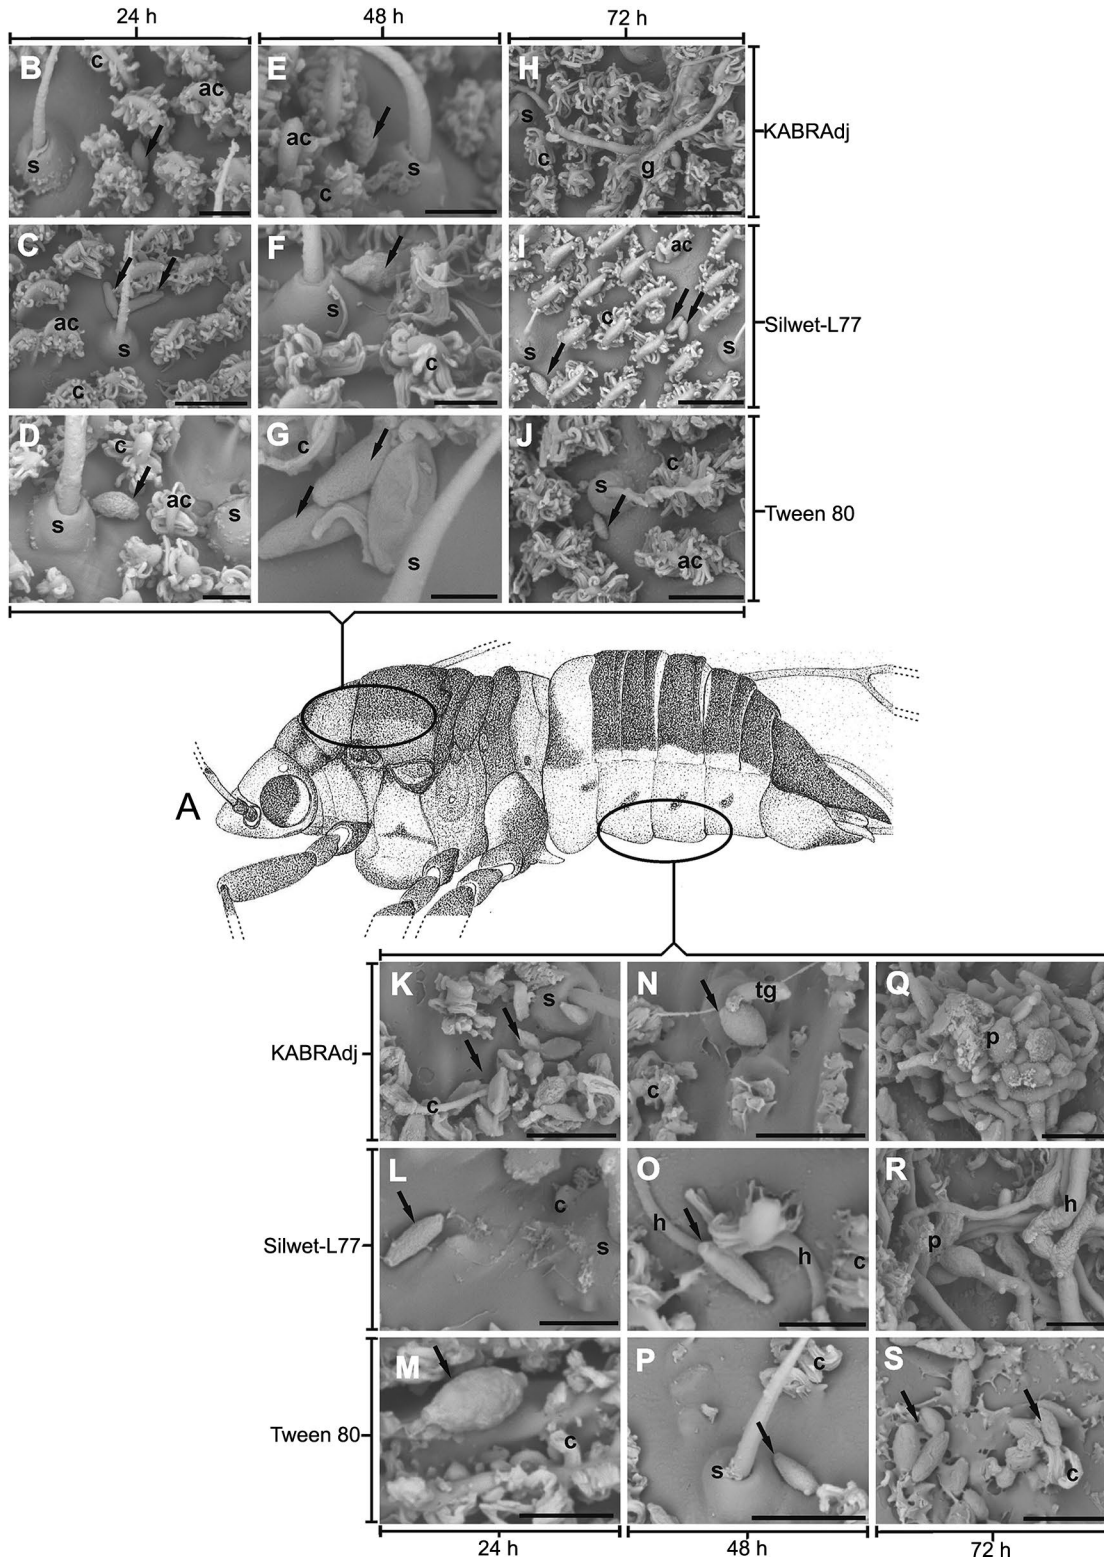 24 h 48 h 72 h
B c ac s
E ac c s
H s c g
KABRAdj
C ac s c
F s c
I ac c s s
Silwet-L77
D c s ac s
G c s
J c s ac
Tween 80
A
KABRAdj
K s c
N tg c
Q p
Silwet-L77
L c s
O h h c
R h p
Tween 80
M c
P c s
S c
24 h 48 h 72 h